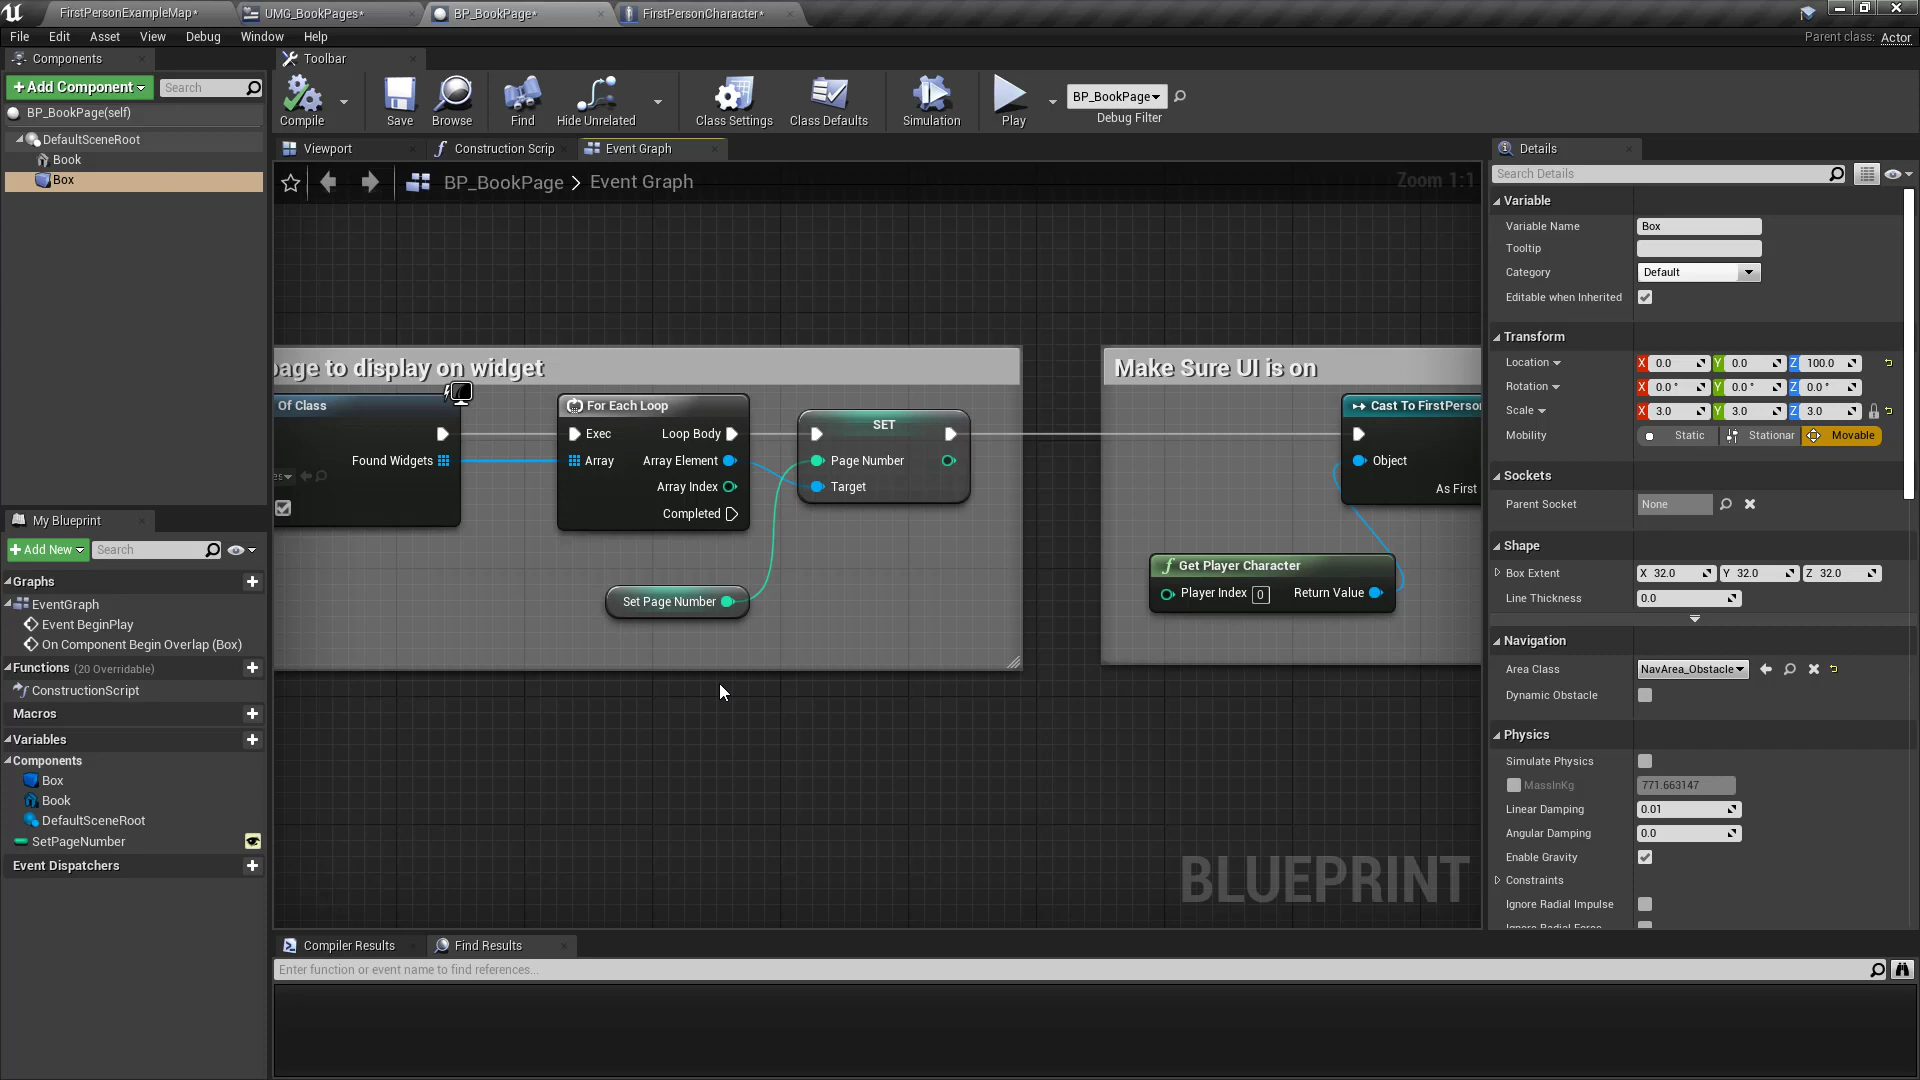 FirstPersonExampleMap*
UMG_BookPages*
BP_BookPage*
FirstPersonCharacter*
File Edit Asset View Debug Window Help
Parent class: Actor
Components
+Add Component
Search
BP_BookPage(self)
DefaultSceneRoot
Book
Box
Toolbar
Compile
Save
Browse
Find
Hide Unrelated
Class Settings
Class Defaults
Simulation
Play
BP_BookPage
Debug Filter
Viewport
Construction Scrip
Event Graph
BP_BookPage > Event Graph
Zoom 1:1
page to display on widget
Of Class
Found Widgets
For Each Loop
Exec Loop Body
Array Array Element
Array Index
Completed
SET
Page Number
Target
Set Page Number
Make Sure UI is on
Cast To FirstPerson
Object
As First
Get Player Character
Player Index 0 Return Value
BLUEPRINT
My Blueprint
+Add New
Search
Graphs
EventGraph
Event BeginPlay
On Component Begin Overlap (Box)
Functions (20 Overridable)
ConstructionScript
Macros
Variables
Components
Box
Book
DefaultSceneRoot
SetPageNumber
Event Dispatchers
Compiler Results
Find Results
Enter function or event name to find references...
Details
Search Details
Variable
Variable Name Box
Tooltip
Category Default
Editable when Inherited
Transform
Location X 0.0 Y 0.0 Z 100.0
Rotation X 0.0 ° Y 0.0 ° Z 0.0 °
Scale X 3.0 Y 3.0 Z 3.0
Mobility Static Stationar Movable
Sockets
Parent Socket None
Shape
Box Extent X 32.0 Y 32.0 Z 32.0
Line Thickness 0.0
Navigation
Area Class NavArea_Obstacle
Dynamic Obstacle
Physics
Simulate Physics
MassInKg 771.663147
Linear Damping 0.01
Angular Damping 0.0
Enable Gravity
Constraints
Ignore Radial Impulse
Ignore Radial Force